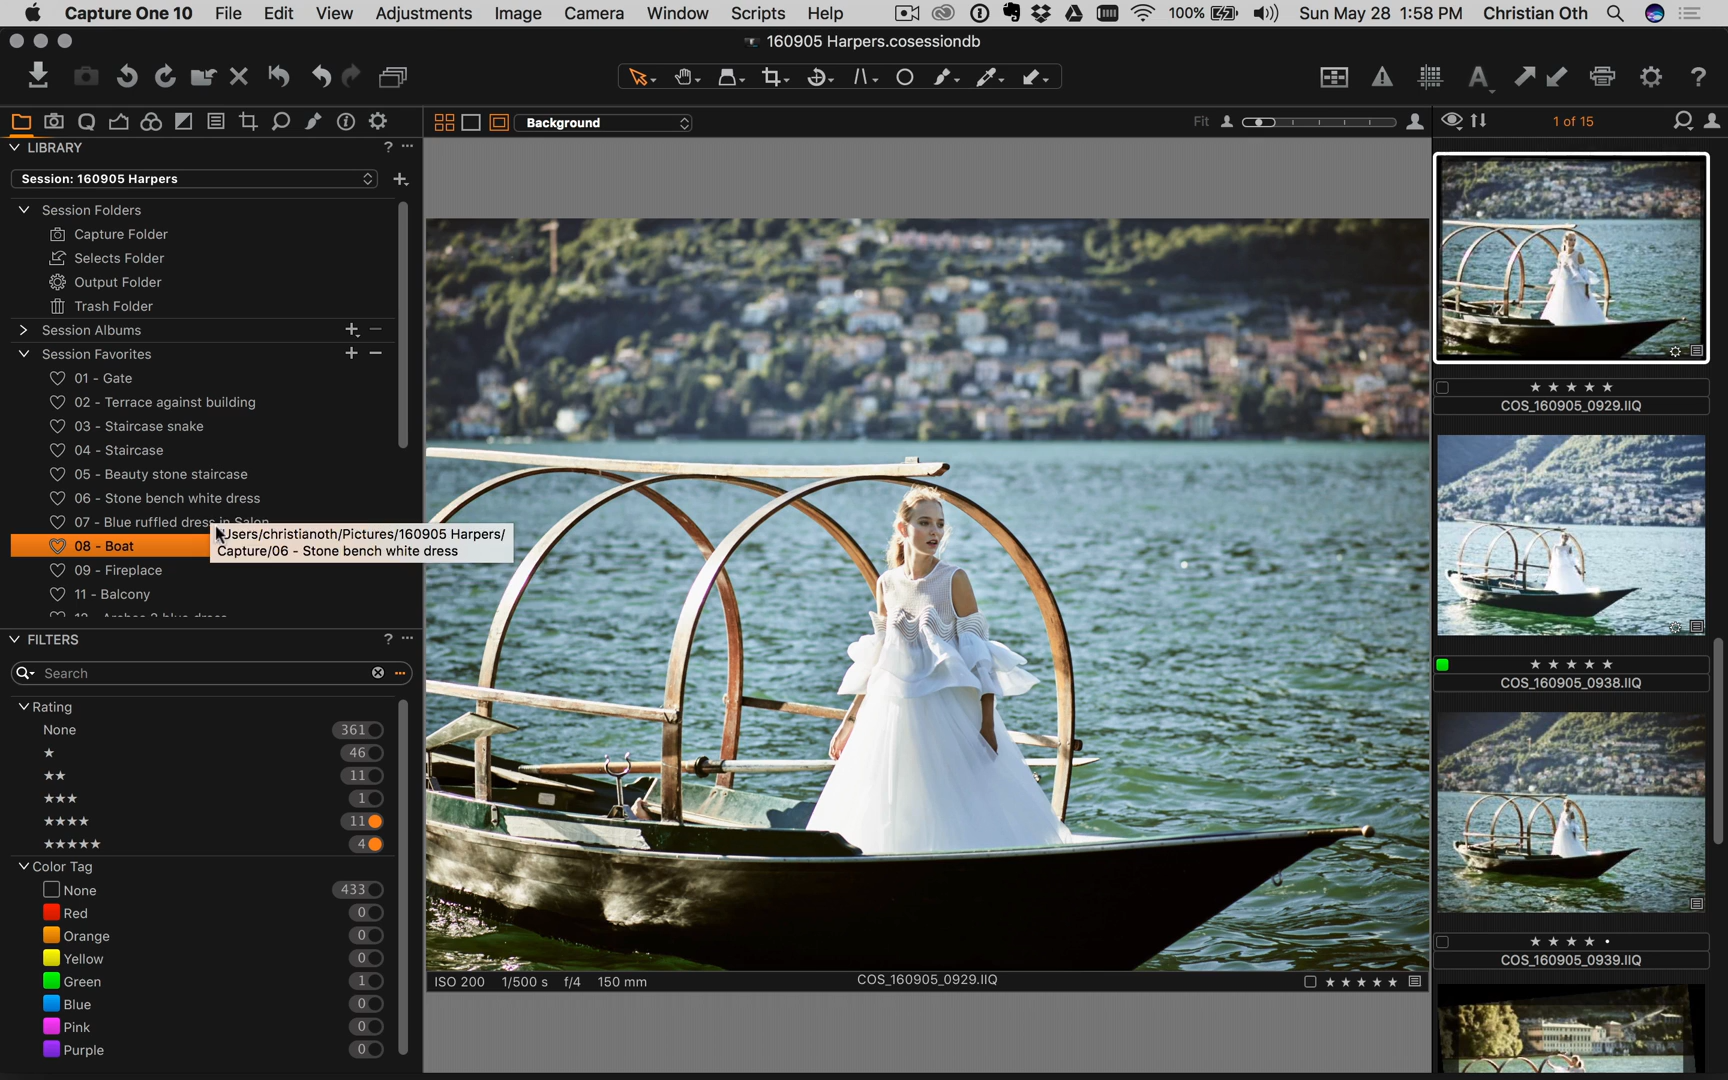 Capture One 10 File Edit View Adjustments Image Camera Window Scripts Help 100% Sun May 28 1:58 PM Christian Oth
160905 Harpers.cosessiondb
LIBRARY ?
Session: 160905 Harpers
Session Folders
Capture Folder
Selects Folder
Output Folder
Trash Folder
Session Albums
Session Favorites
01 - Gate
02 - Terrace against building
03 - Staircase snake
04 - Staircase
05 - Beauty stone staircase
06 - Stone bench white dress
07 - Blue ruffled dress in Salon
08 - Boat
Users/christianoth/Pictures/160905 Harpers/
Capture/06 - Stone bench white dress
09 - Fireplace
11 - Balcony
FILTERS ?
Search
Rating
None 361
★ 46
★★ 11
★★★ 1
★★★★ 11
★★★★★ 4
Color Tag
None 433
Red 0
Orange 0
Yellow 0
Green 1
Blue 0
Pink 0
Purple 0
Background
Fit
ISO 200 1/500 s f/4 150 mm
COS_160905_0929.IIQ
★★★★★
1 of 15
★★★★★
COS_160905_0929.IIQ
★★★★★
COS_160905_0938.IIQ
★★★★
COS_160905_0939.IIQ